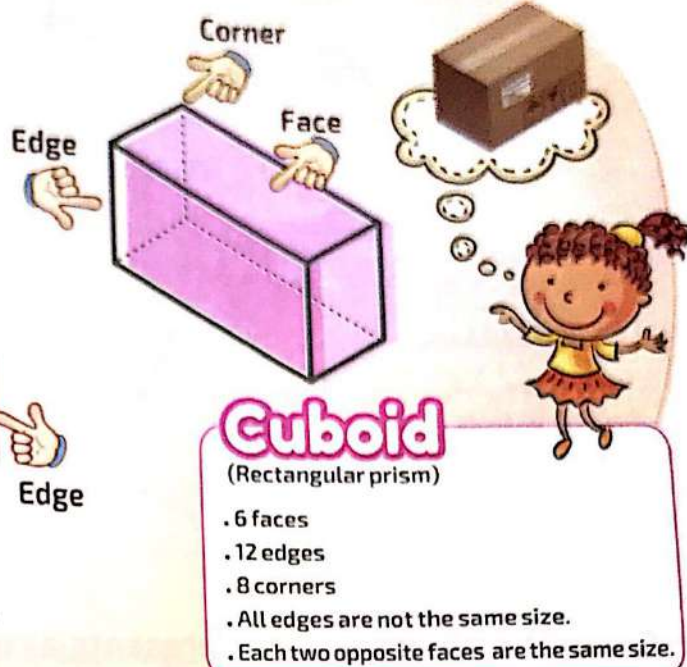 Corner
Face
Edge
Edge
Cuboid
(Rectangular prism)
. 6 faces
. 12 edges
. 8 corners
. All edges are not the same size.
. Each two opposite faces are the same size.